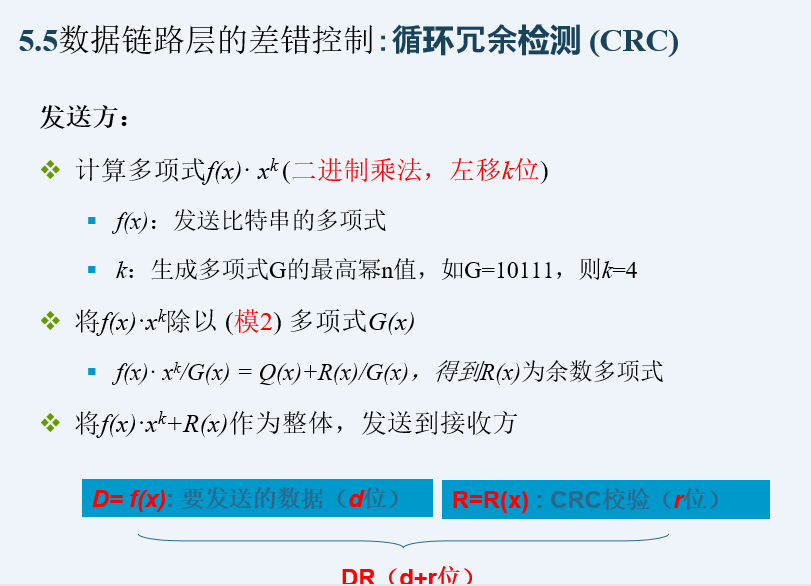 5.5数据链路层的差错控制:循环冗余检测 (CRC)
发送方：
计算多项式f(x)· x^k (二进制乘法，左移k位)
f(x)：发送比特串的多项式
k：生成多项式G的最高幂n值，如G=10111，则k=4
将f(x)·x^k除以 (模2) 多项式G(x)
f(x)· x^k/G(x) = Q(x)+R(x)/G(x)，得到R(x)为余数多项式
将f(x)·x^k+R(x)作为整体，发送到接收方
D= f(x): 要发送的数据（d位）
R=R(x) : CRC校验（r位）
DR（d+r位）